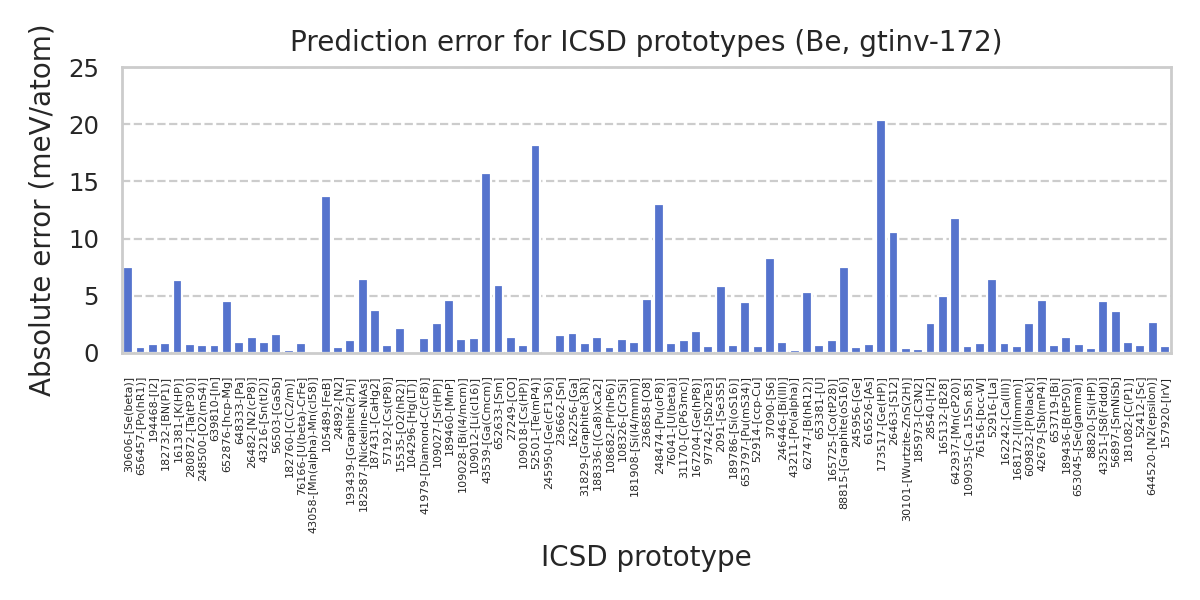 Prediction error for ICSD prototypes (Be, gtinv-172)
Absolute error (meV/atom)
25
20
15
10
5
0
30606-[Se(beta)]
656457-[Po(hR1)]
194468-[I2]
182732-[BN(P1)]
161381-[K(HP)]
280872-[Ta(tP30)]
248500-[O2(mS4)]
639810-[In]
652876-[hcp-Mg]
648333-[Pa]
26482-[N2(cP8)]
43216-[Sn(tI2)]
56503-[GaSb]
182760-[C(C2/m)]
76166-[U(beta)-CrFe]
43058-[Mn(alpha)-Mn(cI58)]
105489-[FeB]
24892-[N2]
193439-[Graphite(2H)]
182587-[Nickeline-NiAs]
187431-[CaHg2]
57192-[Cs(tP8)]
15535-[O2(hR2)]
104296-[Hg(LT)]
41979-[Diamond-C(cF8)]
109027-[Sr(HP)]
189460-[MnP]
109028-[Bi(I4/mcm)]
109012-[Li(cI16)]
43539-[Ga(Cmcm)]
652633-[Sm]
27249-[CO]
109018-[Cs(HP)]
52501-[Te(mP4)]
245950-[Ge(cF136)]
236662-[Sn]
162256-[Ga]
31829-[Graphite(3R)]
188336-[(Ca8)xCa2]
108682-[Pr(hP6)]
108326-[Cr3Si]
181908-[Si(I4/mmm)]
236858-[O8]
248474-[Pu(oF8)]
76041-[U(beta)]
31170-[C(P63mc)]
167204-[Ge(hP8)]
97742-[Sb2Te3]
2091-[Se3S5]
189786-[Si(oS16)]
653797-[Pu(mS34)]
52914-[ccp-Cu]
37090-[S6]
246446-[Bi(III)]
43211-[Po(alpha)]
62747-[B(hR12)]
653381-[U]
165725-[Co(tP28)]
88815-[Graphite(oS16)]
245956-[Ge]
616526-[As]
173517-[Ge(HP)]
26463-[S12]
30101-[Wurtzite-ZnS(2H)]
185973-[C3N2]
28540-[H2]
165132-[B28]
642937-[Mn(cP20)]
109035-[Ca.15Sn.85]
76156-[bcc-W]
52916-[La]
162242-[Ca(III)]
168172-[I(Immm)]
609832-[P(black)]
42679-[Sb(mP4)]
653719-[Bi]
189436-[B(tP50)]
653045-[Se(gamma)]
88820-[Si(HP)]
43251-[S8(Fddd)]
56897-[SmNiSb]
181082-[C(P1)]
52412-[Sc]
644520-[N2(epsilon)]
157920-[IrV]
ICSD prototype